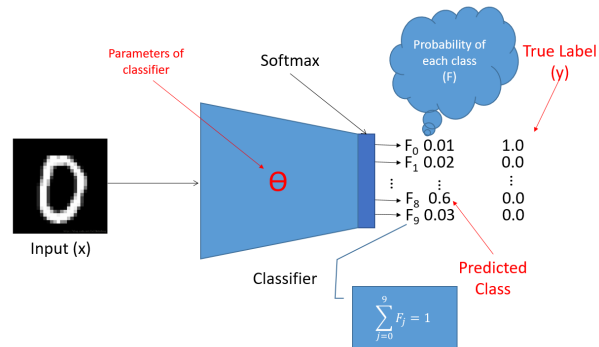 Parameters of
classifier
Softmax
Probability of
each class
(F)
True Label
(y)
Θ
F₀ 0.01 1.0
F₁ 0.02 0.0
⋮ ⋮ ⋮
F₈ 0.6 0.0
F₉ 0.03 0.0
Input (x)
Classifier
Predicted
Class
\sum_{j=0}^{9} F_j = 1